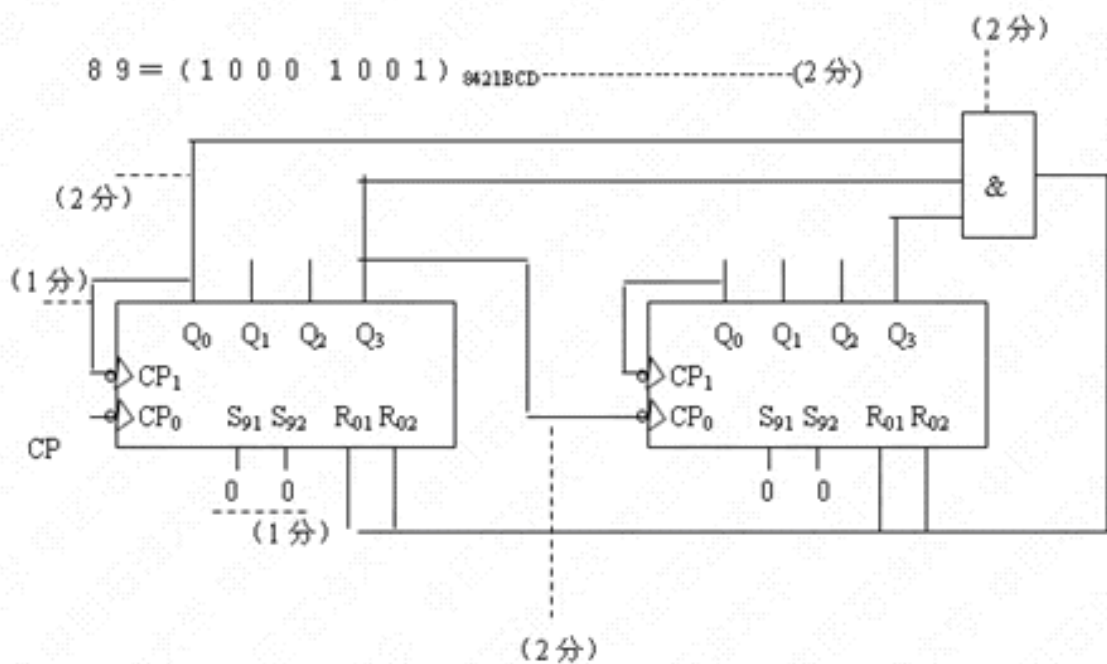 (2分)
89=(1000 1001)8421BCD (2分)
(2分)
&
(1分)
Q0 Q1 Q2 Q3 Q0 Q1 Q2 Q3
CP1 CP1
CP0 S91 S92 R01 R02 CP0 S91 S92 R01 R02
CP
0 0 0 0
(1分)
(2分)